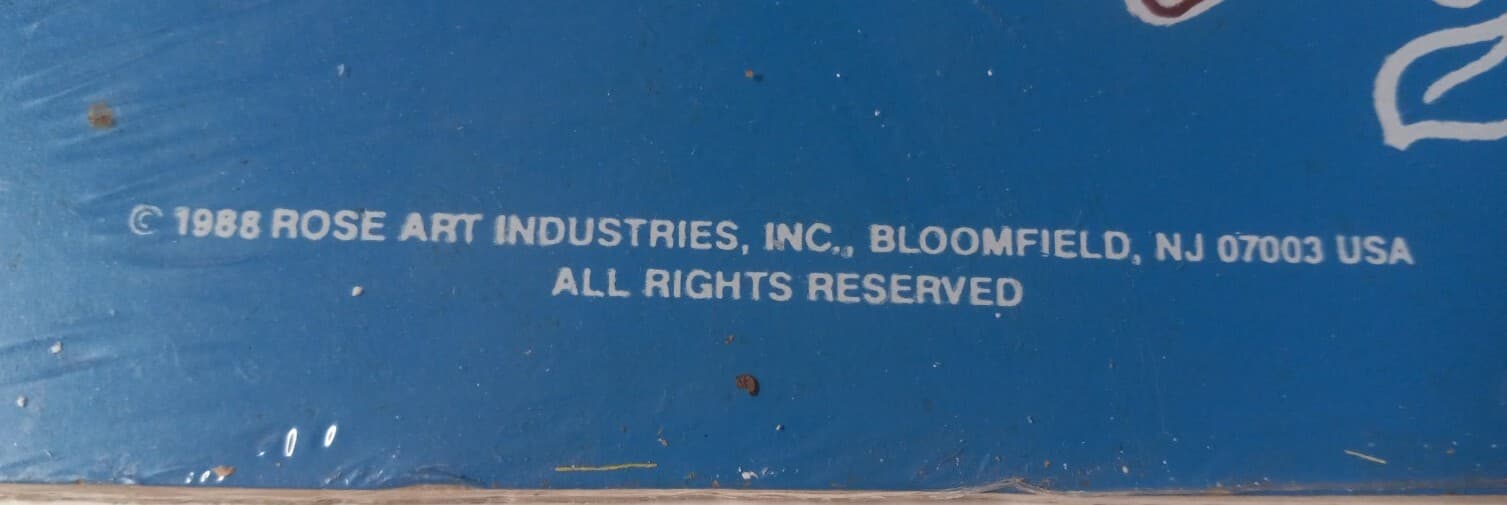 © 1988 ROSE ART INDUSTRIES, INC., BLOOMFIELD, NJ 07003 USA
ALL RIGHTS RESERVED